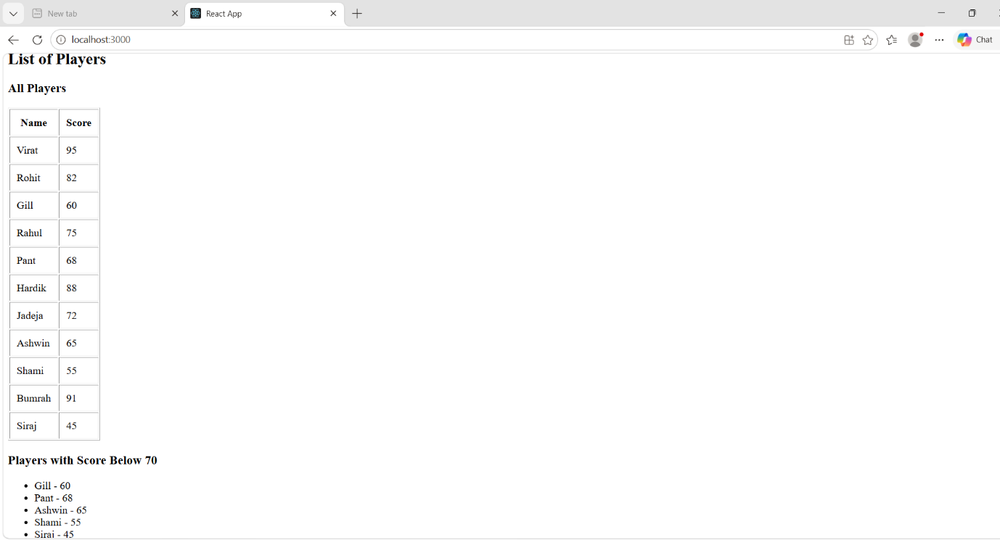 New tab
React App
localhost:3000
Chat
List of Players
All Players
Name Score
Virat 95
Rohit 82
Gill 60
Rahul 75
Pant 68
Hardik 88
Jadeja 72
Ashwin 65
Shami 55
Bumrah 91
Siraj 45
Players with Score Below 70
• Gill - 60
• Pant - 68
• Ashwin - 65
• Shami - 55
• Siraj - 45